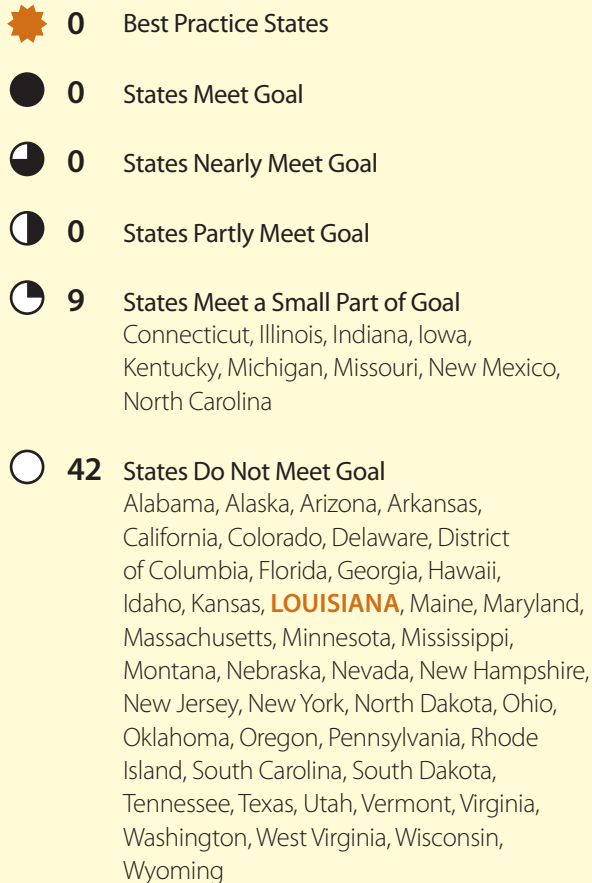 0 Best Practice States
0 States Meet Goal
0 States Nearly Meet Goal
0 States Partly Meet Goal
9 States Meet a Small Part of Goal
Connecticut, Illinois, Indiana, Iowa,
Kentucky, Michigan, Missouri, New Mexico,
North Carolina
42 States Do Not Meet Goal
Alabama, Alaska, Arizona, Arkansas,
California, Colorado, Delaware, District
of Columbia, Florida, Georgia, Hawaii,
Idaho, Kansas, LOUISIANA, Maine, Maryland,
Massachusetts, Minnesota, Mississippi,
Montana, Nebraska, Nevada, New Hampshire,
New Jersey, New York, North Dakota, Ohio,
Oklahoma, Oregon, Pennsylvania, Rhode
Island, South Carolina, South Dakota,
Tennessee, Texas, Utah, Vermont, Virginia,
Washington, West Virginia, Wisconsin,
Wyoming